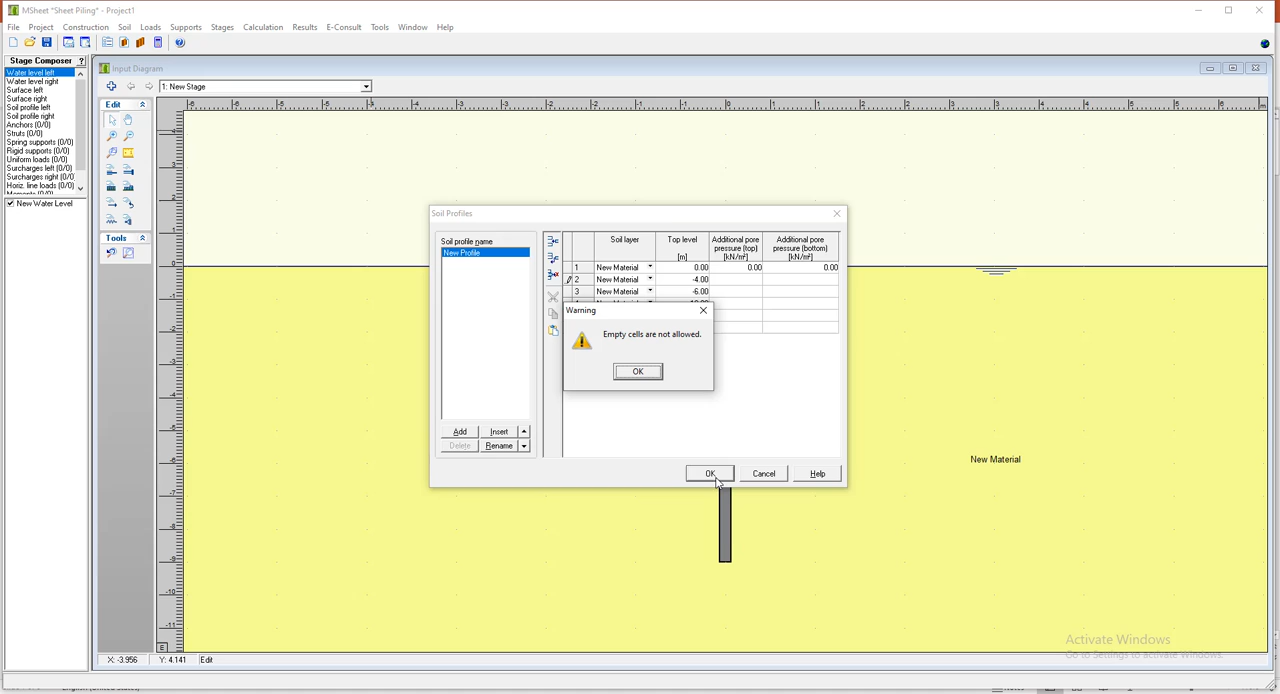 MSheet "Sheet Piling" - Project1
File Project Construction Soil Loads Supports Stages Calculation Results E-Consult Tools Window Help
Stage Composer ?
Water level left
Water level right
Surface left
Surface right
Soil profile left
Soil profile right
Anchors (0/0)
Struts (0/0)
Spring supports (0/0)
Rigid supports (0/0)
Uniform loads (0/0)
Surcharges left (0/0)
Surcharges right (0/0)
Horiz. line loads (0/0)
New Water Level
Input Diagram
1: New Stage
Edit
Tools
Soil Profiles
Soil profile name
New Profile
Add Insert
Delete Rename
Soil layer
Top level
[m]
Additional pore
pressure (top)
[kN/m²]
Additional pore
pressure (bottom)
[kN/m²]
1 New Material 0.00 0.00 0.00
2 New Material -4.00
3 New Material -6.00
Warning
Empty cells are not allowed.
OK
OK Cancel Help
New Material
Activate Windows
Go to Settings to activate Windows.
X: -3.956 Y: 4.141 Edit